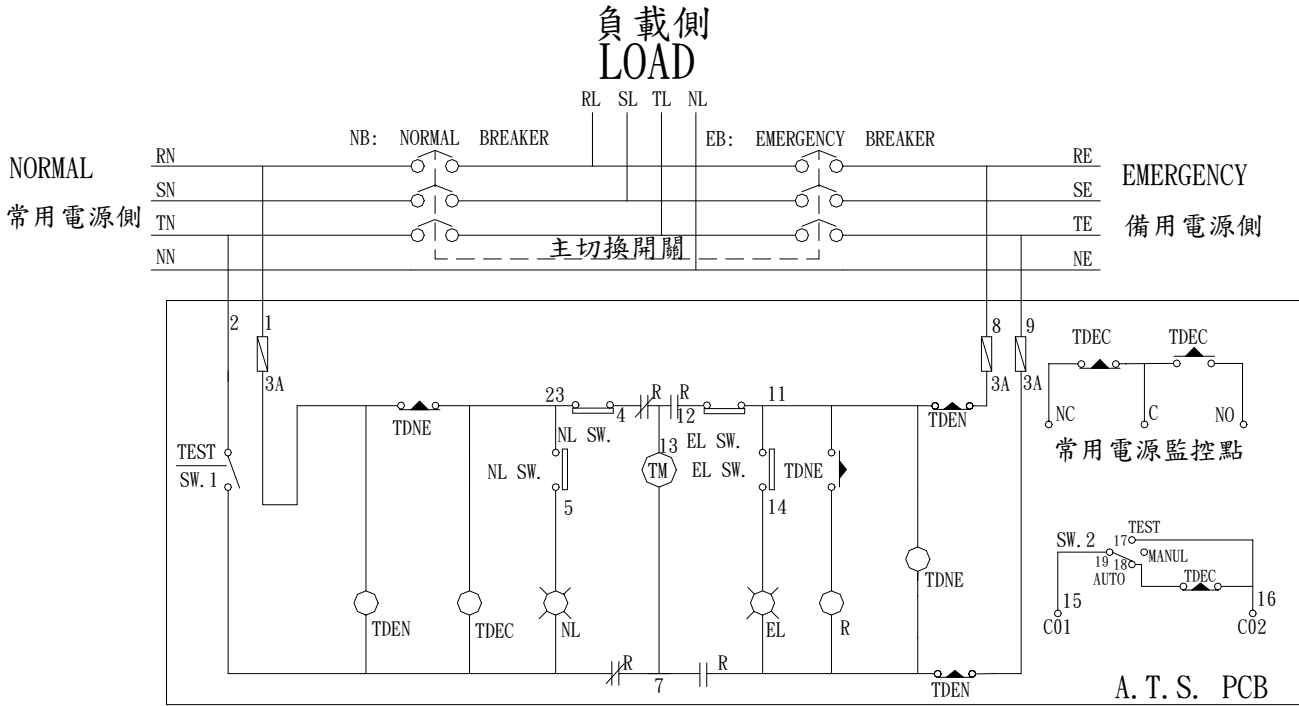 負載側
LOAD
RL SL TL NL
NB: NORMAL BREAKER
EB: EMERGENCY BREAKER
NORMAL
常用電源側
RN
SN
TN
NN
主切換開關
RE
SE
TE
NE
EMERGENCY
備用電源側
2 1
3A
8 9
3A 3A
TDEC TDEC
NC C NO
常用電源監控點
TDNE
23
NL SW.
4
R
R
12
EL SW.
11
TDEN
TEST
SW.1
NL SW.
5
13
TM
EL SW.
14
TDNE
TDEN
TDEC
NL
EL
R
TDNE
R
7
R
TDEN
SW.2
17
TEST
19 18
MANUL
AUTO
TDEC
15
C01
16
C02
A.T.S. PCB